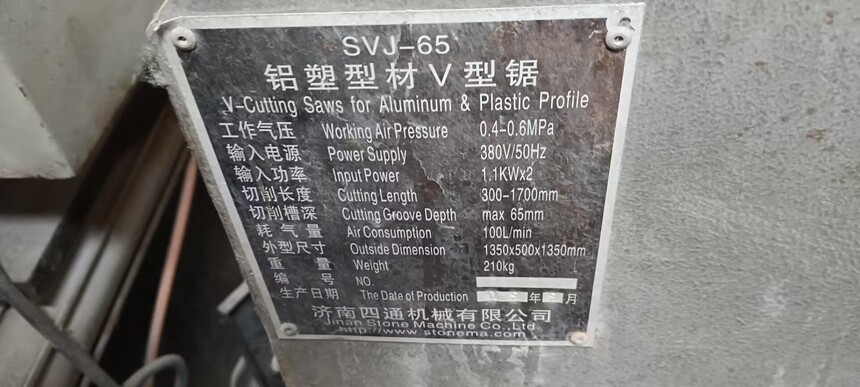 SVJ-65
铝塑型材V型锯
V-Cutting Saws for Aluminum & Plastic Profile
工作气压 Working Air Pressure 0.4-0.6MPa
输入电源 Power Supply 380V/50Hz
输入功率 Input Power 1.1KWx2
切削长度 Cutting Length 300-1700mm
切削槽深 Cutting Groove Depth max 65mm
耗气量 Air Consumption 100L/min
外型尺寸 Outside Dimension 1350x500x1350mm
重量 Weight 210kg
编号 NO.
生产日期 The Date of Production 年 月
济南四通机械有限公司
Jinan Stone Machine Co.,Ltd
http://www.stonema.com